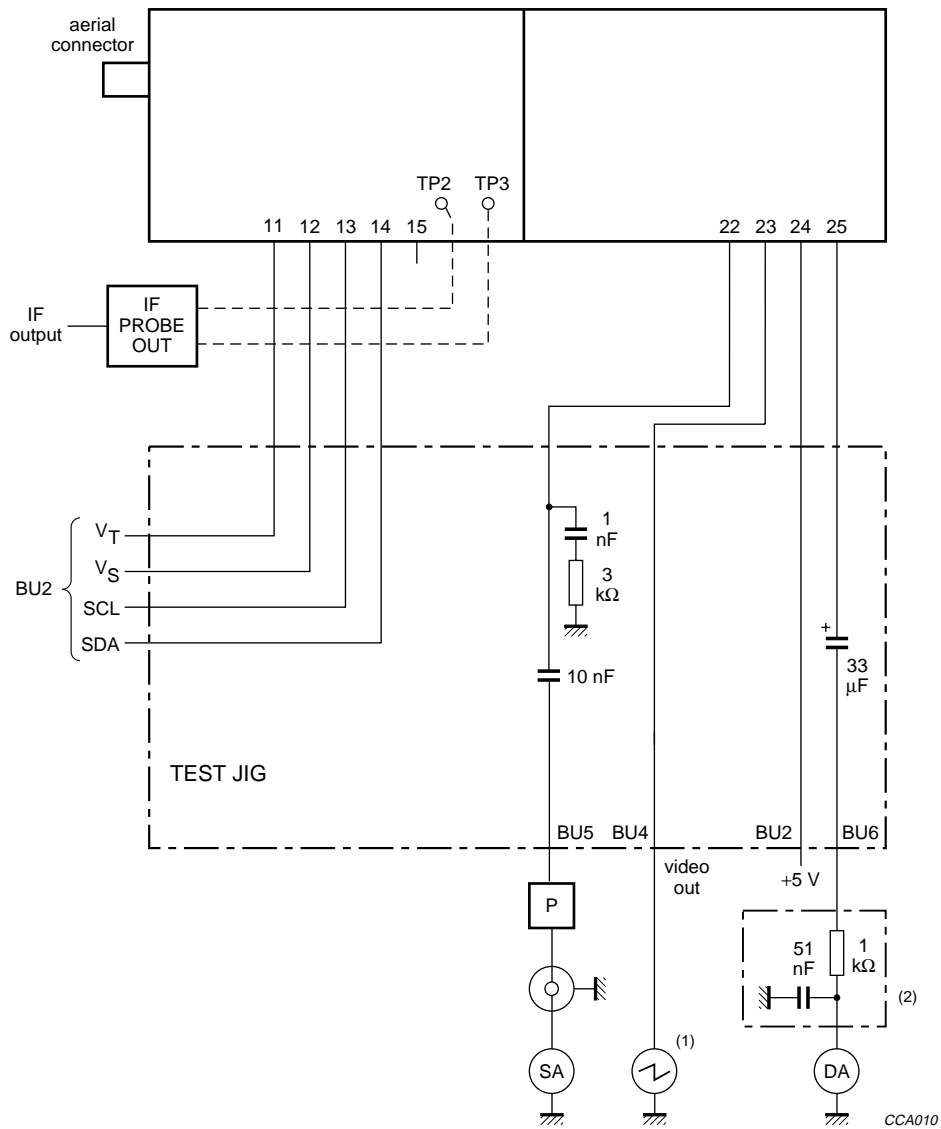 aerial
connector
TP2 TP3
11 12 13 14 15 22 23 24 25
IF
output
IF
PROBE
OUT
BU2
VT
VS
SCL
SDA
1
nF
3
kΩ
10 nF
+
33
μF
TEST JIG
BU5 BU4 BU2 BU6
video
out
+5 V
P
51
nF
1
kΩ
(2)
(1)
SA
DA
CCA010